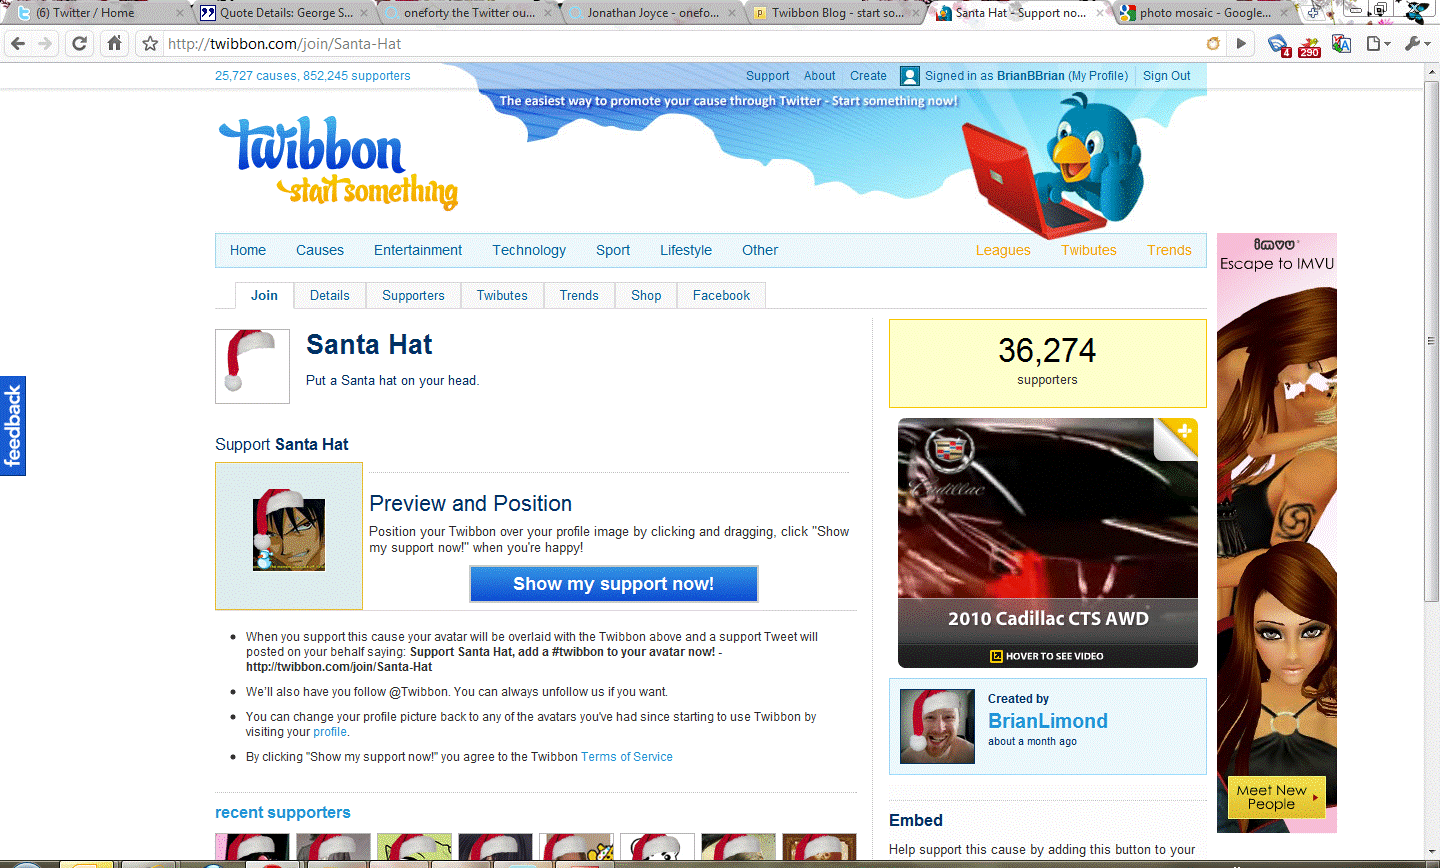 (6) Twitter / Home
Quote Details: George S...
oneforty the Twitter ou...
Jonathan Joyce - onefo...
Twibbon Blog - start so...
Santa Hat - Support no...
photo mosaic - Google...
http://twibbon.com/join/Santa-Hat
4
290
25,727 causes, 852,245 supporters
Support About Create Signed in as BrianBBrian (My Profile) Sign Out
The easiest way to promote your cause through Twitter - Start something now!
Twibbon
start something
Home Causes Entertainment Technology Sport Lifestyle Other Leagues Twibutes Trends
Join Details Supporters Twibutes Trends Shop Facebook
Santa Hat
Put a Santa hat on your head.
feedback
Support Santa Hat
Preview and Position
Position your Twibbon over your profile image by clicking and dragging, click "Show
my support now!" when you're happy!
Show my support now!
When you support this cause your avatar will be overlaid with the Twibbon above and a support Tweet will
posted on your behalf saying: Support Santa Hat, add a #twibbon to your avatar now! -
http://twibbon.com/join/Santa-Hat
We'll also have you follow @Twibbon. You can always unfollow us if you want.
You can change your profile picture back to any of the avatars you've had since starting to use Twibbon by
visiting your profile.
By clicking "Show my support now!" you agree to the Twibbon Terms of Service
recent supporters
36,274
supporters
Cadillac
2010 Cadillac CTS AWD
HOVER TO SEE VIDEO
Created by
BrianLimond
about a month ago
Embed
Help support this cause by adding this button to your
imvu
Escape to IMVU
Meet New
People